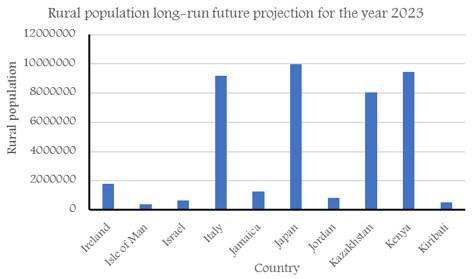 Rural population long-run future projection for the year 2023
12000000
10000000
8000000
6000000
4000000
2000000
0
Rural population
Ireland
Isle of Man
Israel
Italy
Jamaica
Japan
Jordan
Kazakhstan
Kenya
Kiribati
Country